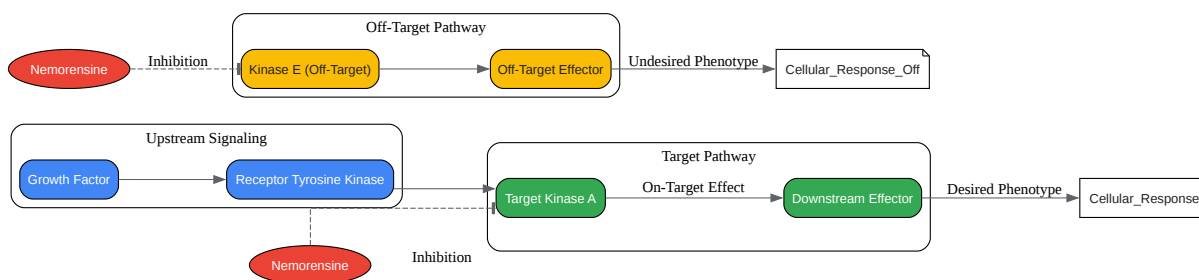 Off-Target Pathway
Nemorensine
Inhibition
Kinase E (Off-Target)
Off-Target Effector
Undesired Phenotype
Cellular_Response_Off
Upstream Signaling
Growth Factor
Receptor Tyrosine Kinase
Target Pathway
Target Kinase A
On-Target Effect
Downstream Effector
Desired Phenotype
Cellular_Response
Nemorensine
Inhibition